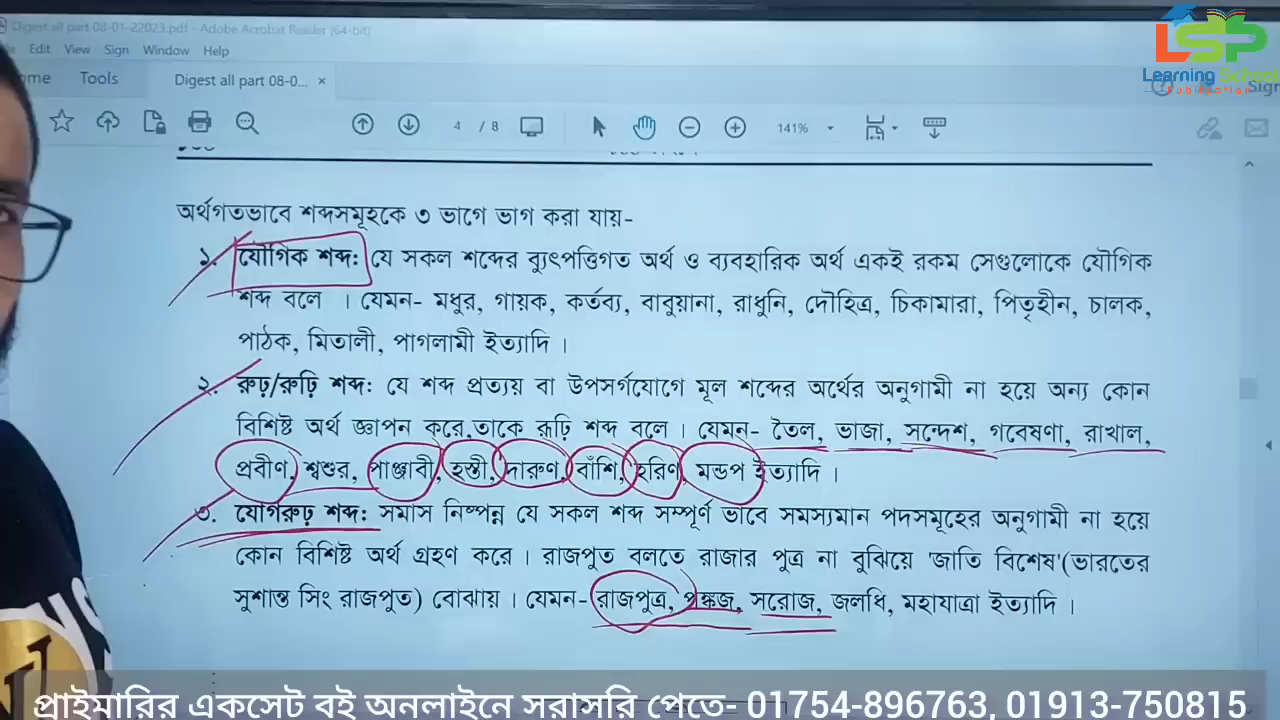 Digest all part 08-01-22023.pdf - Adobe Acrobat Reader (64-bit)
Edit View Sign Window Help
ome Tools Digest all part 08-0... × Sign
4 / 8 141%
LSP
Learning School
Publication
অর্থগতভাবে শব্দসমূহকে ৩ ভাগে ভাগ করা যায়-
১. যৌগিক শব্দ: যে সকল শব্দের ব্যুৎপত্তিগত অর্থ ও ব্যবহারিক অর্থ একই রকম সেগুলোকে যৌগিক
শব্দ বলে । যেমন- মধুর, গায়ক, কর্তব্য, বাবুয়ানা, রাধুনি, দৌহিত্র, চিকামারা, পিতৃহীন, চালক,
পাঠক, মিতালী, পাগলামী ইত্যাদি ।
২. রুঢ়/রুঢ়ি শব্দ: যে শব্দ প্রত্যয় বা উপসর্গযোগে মূল শব্দের অর্থের অনুগামী না হয়ে অন্য কোন
বিশিষ্ট অর্থ জ্ঞাপন করে,তাকে রূঢ়ি শব্দ বলে । যেমন- তৈল, ভাজা, সন্দেশ, গবেষণা, রাখাল,
প্রবীণ, শ্বশুর, পাঞ্জাবী, হস্তী, দারুণ, বাঁশি, হরিণ, মন্ডপ ইত্যাদি ।
৩. যোগরুঢ় শব্দ: সমাস নিষ্পন্ন যে সকল শব্দ সম্পূর্ণ ভাবে সমস্যমান পদসমূহের অনুগামী না হয়ে
কোন বিশিষ্ট অর্থ গ্রহণ করে । রাজপুত বলতে রাজার পুত্র না বুঝিয়ে 'জাতি বিশেষ'(ভারতের
সুশান্ত সিং রাজপুত) বোঝায় । যেমন- রাজপুত্র, পঙ্কজ, সরোজ, জলধি, মহাযাত্রা ইত্যাদি ।
প্রাইমারির একসেট বই অনলাইনে সরাসরি পেতে- 01754-896763, 01913-750815